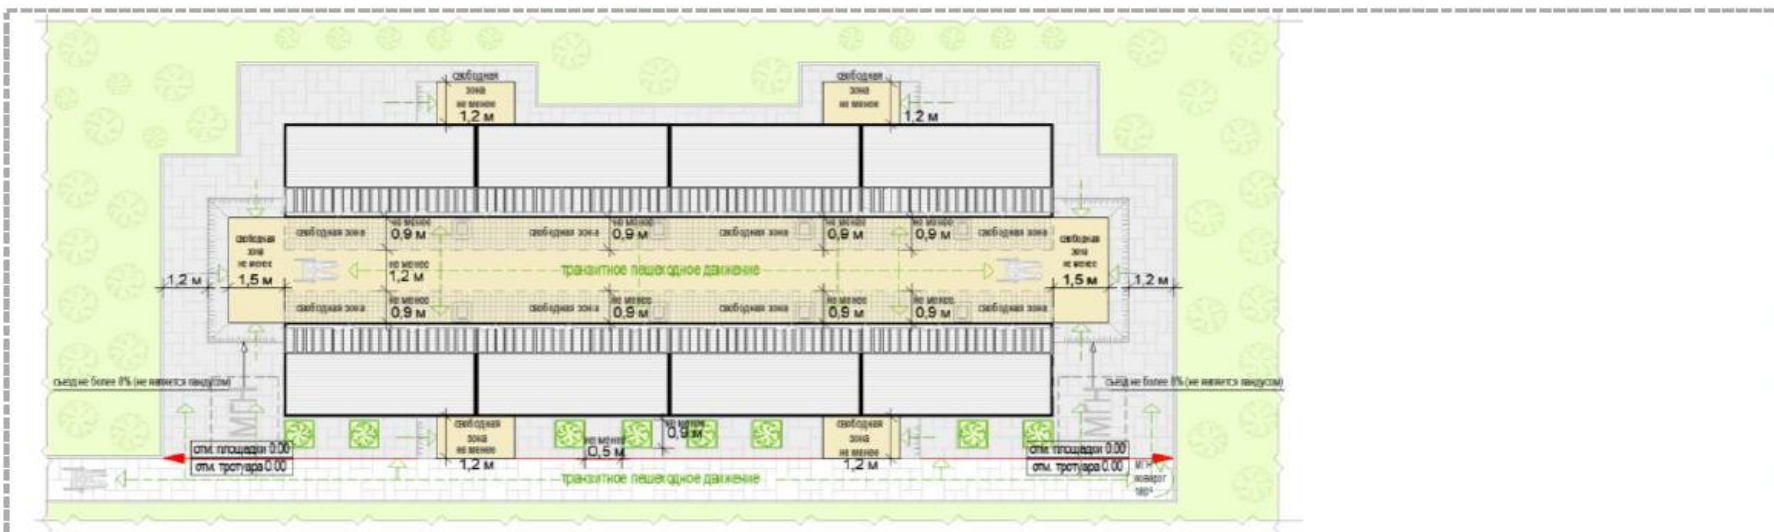 свободная
зона
не менее
1,2 м
свободная
зона
не менее
1,2 м
не менее
0,9 м
не менее
0,9 м
не менее
0,9 м
не менее
0,9 м
свободная зона
свободная зона
свободная зона
свободная зона
свободная
зона
не менее
1,5 м
1,2 м
не менее
1,2 м
транзитное пешеходное движение
свободная
зона
не менее
1,5 м
1,2 м
свободная зона
свободная зона
свободная зона
свободная зона
не менее
0,9 м
не менее
0,9 м
не менее
0,9 м
не менее
0,9 м
съезд не более 8% (не является пандусом)
съезд не более 8% (не является пандусом)
МГН
МГН
свободная
зона
не менее
1,2 м
не менее
0,5 м
не менее
0,9 м
свободная
зона
не менее
1,2 м
отм. площадки 0.00
отм. тротуара 0.00
отм. площадки 0.00
отм. тротуара 0.00
транзитное пешеходное движение
МГН
поворот
180°